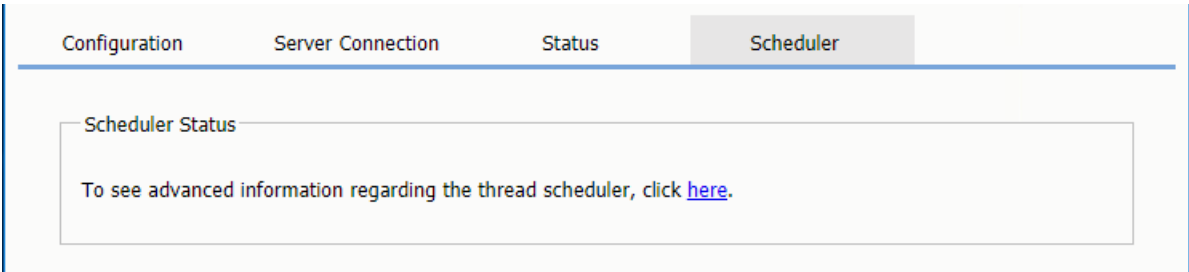 Configuration Server Connection Status Scheduler
Scheduler Status
To see advanced information regarding the thread scheduler, click here.